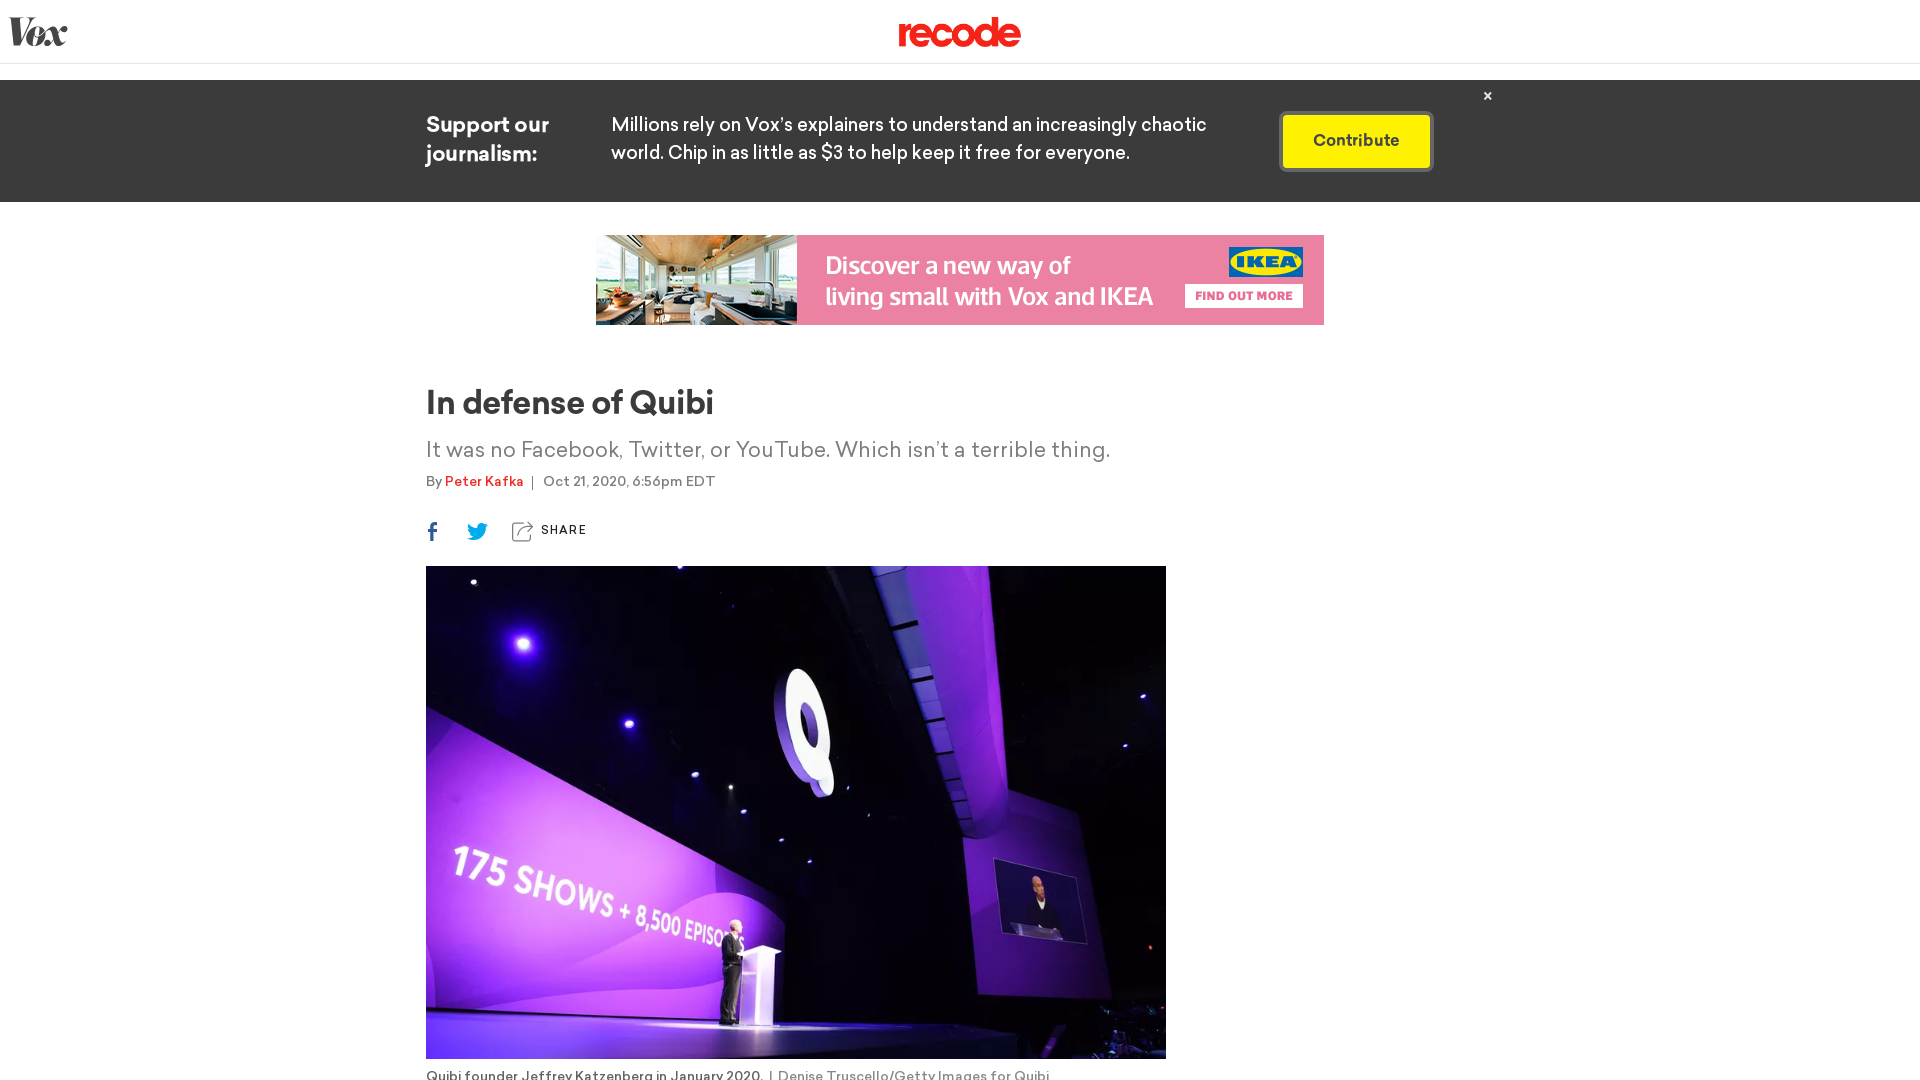 Vox
recode
×
Support our
journalism:
Millions rely on Vox’s explainers to understand an increasingly chaotic
world. Chip in as little as $3 to help keep it free for everyone.
Contribute
Discover a new way of
living small with Vox and IKEA
IKEA
FIND OUT MORE
In defense of Quibi
It was no Facebook, Twitter, or YouTube. Which isn’t a terrible thing.
By Peter Kafka | Oct 21, 2020, 6:56pm EDT
SHARE
Q
175 SHOWS + 8,500 EPISODES
Quibi founder Jeffrey Katzenberg in January 2020. | Denise Truscello/Getty Images for Quibi